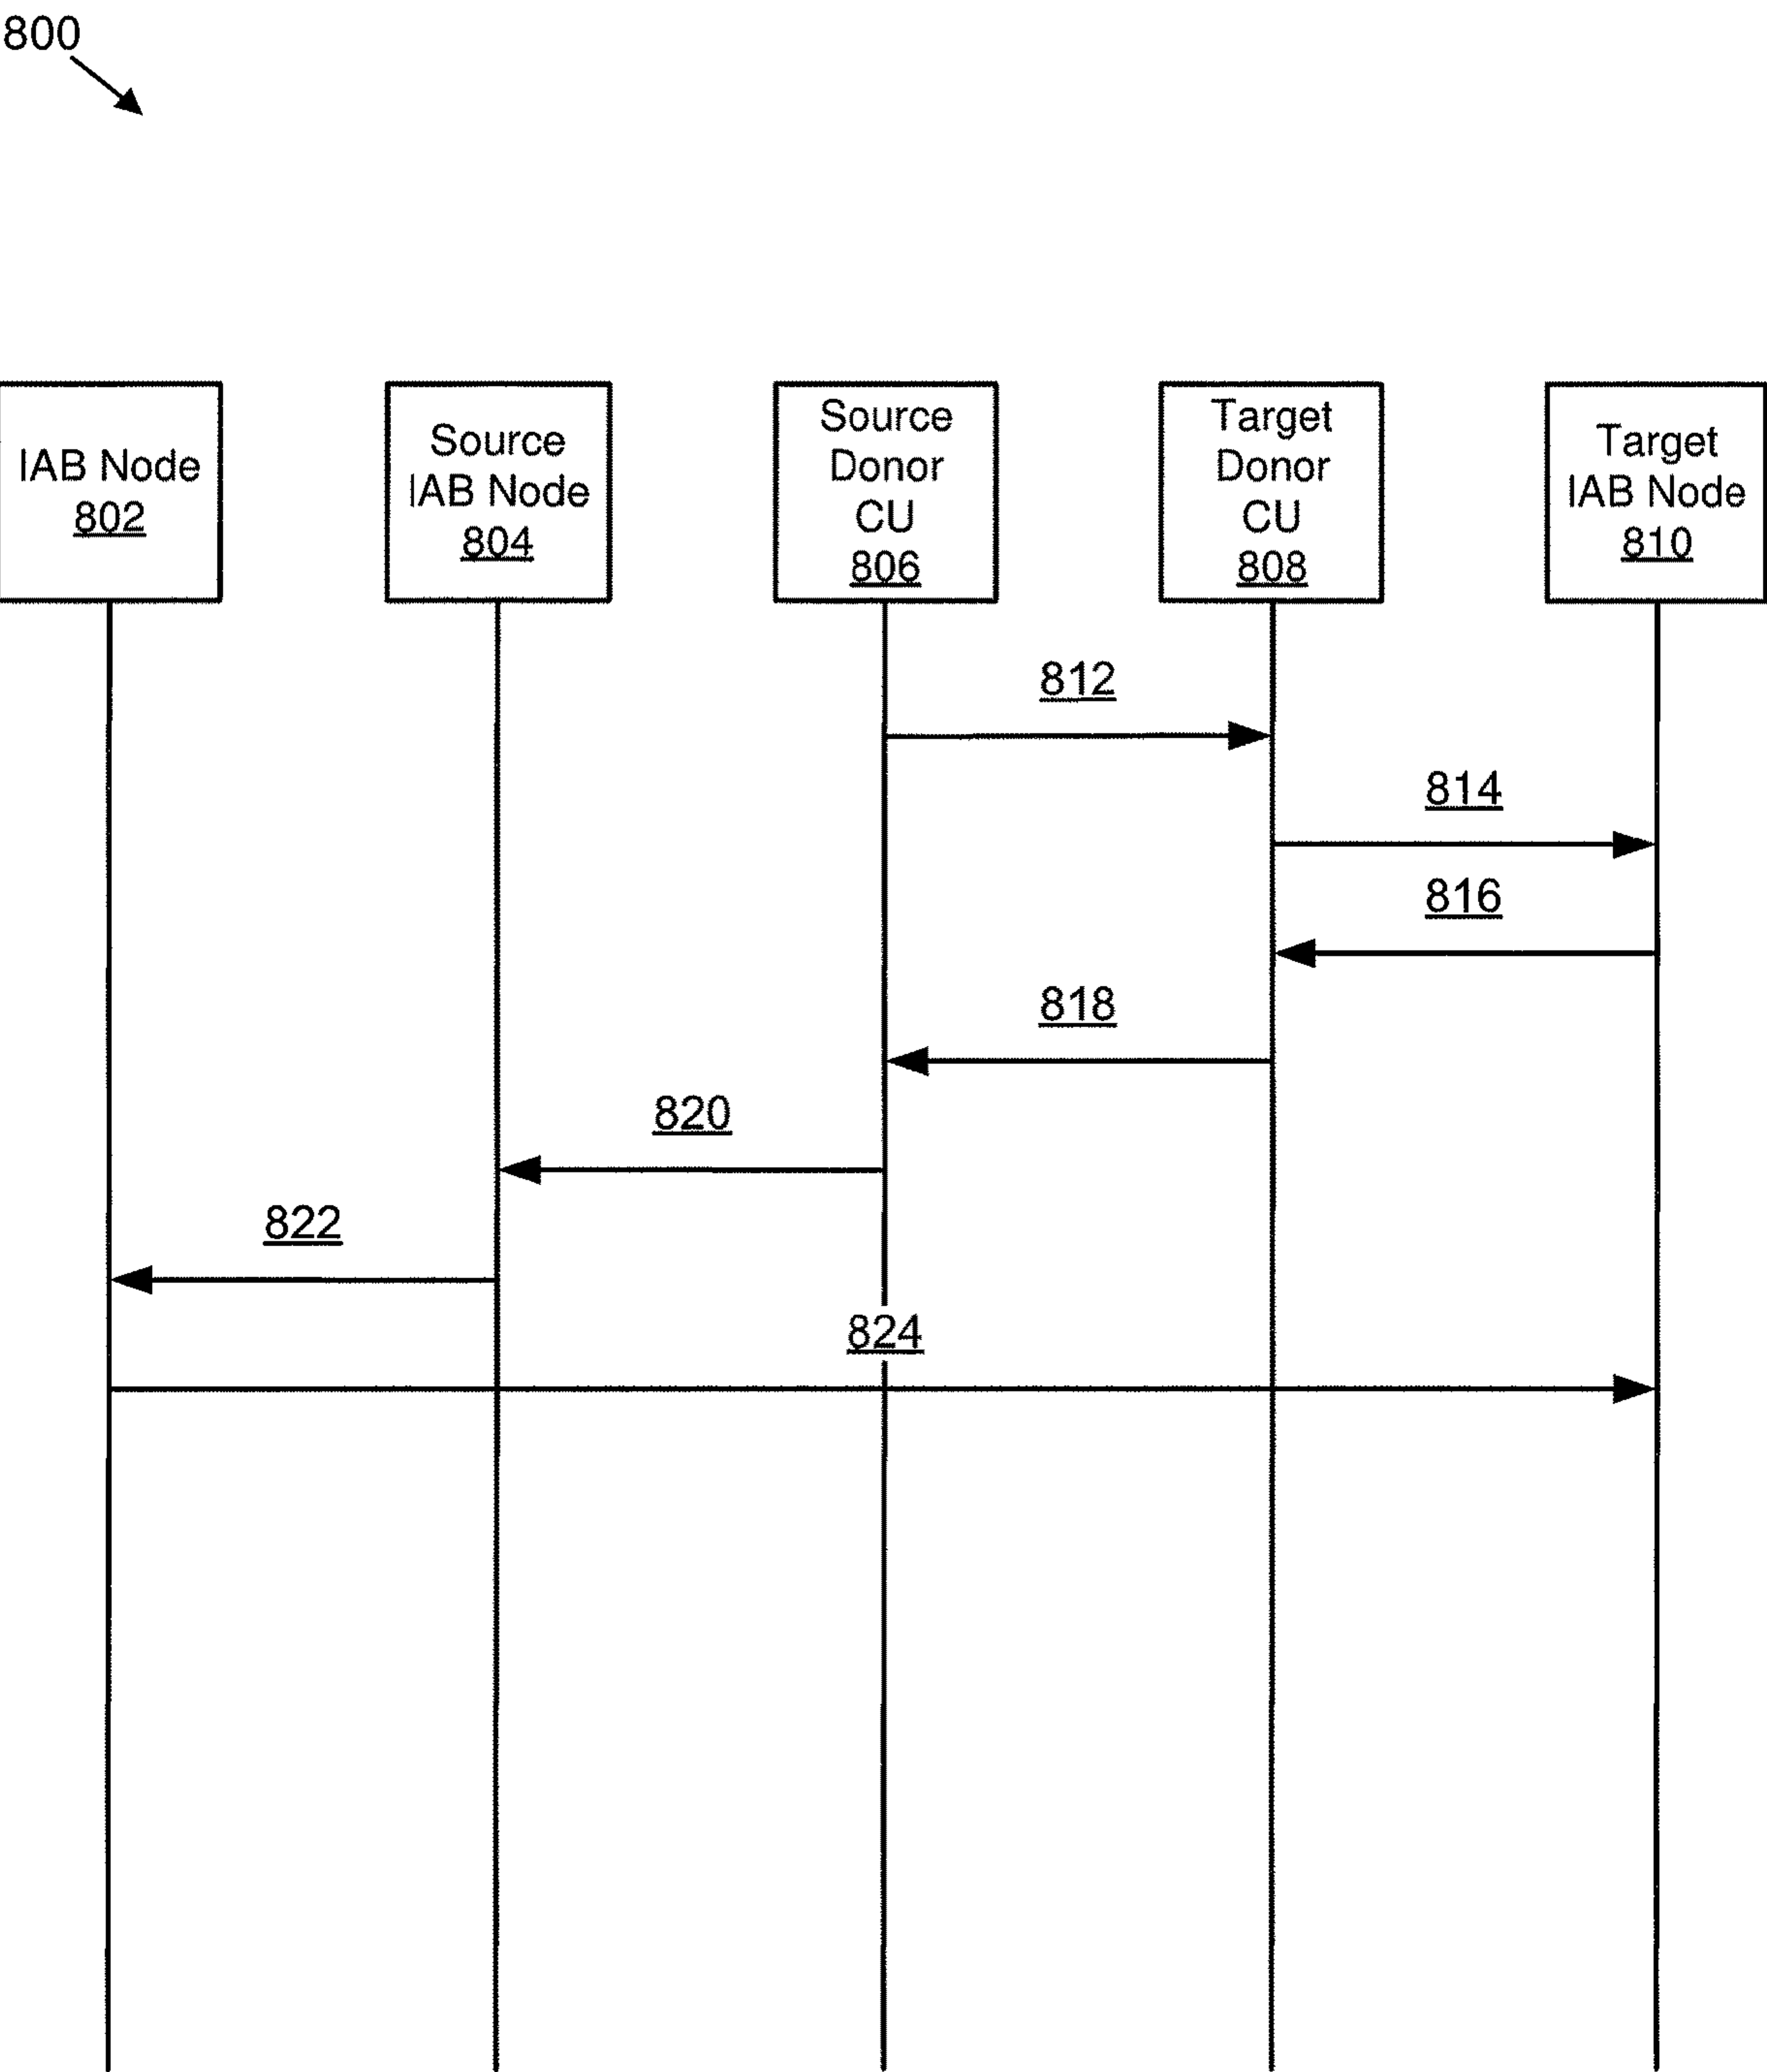 800
IAB Node
802
Source
IAB Node
804
Source
Donor
CU
806
Target
Donor
CU
808
Target
IAB Node
810
812
814
816
818
820
822
824